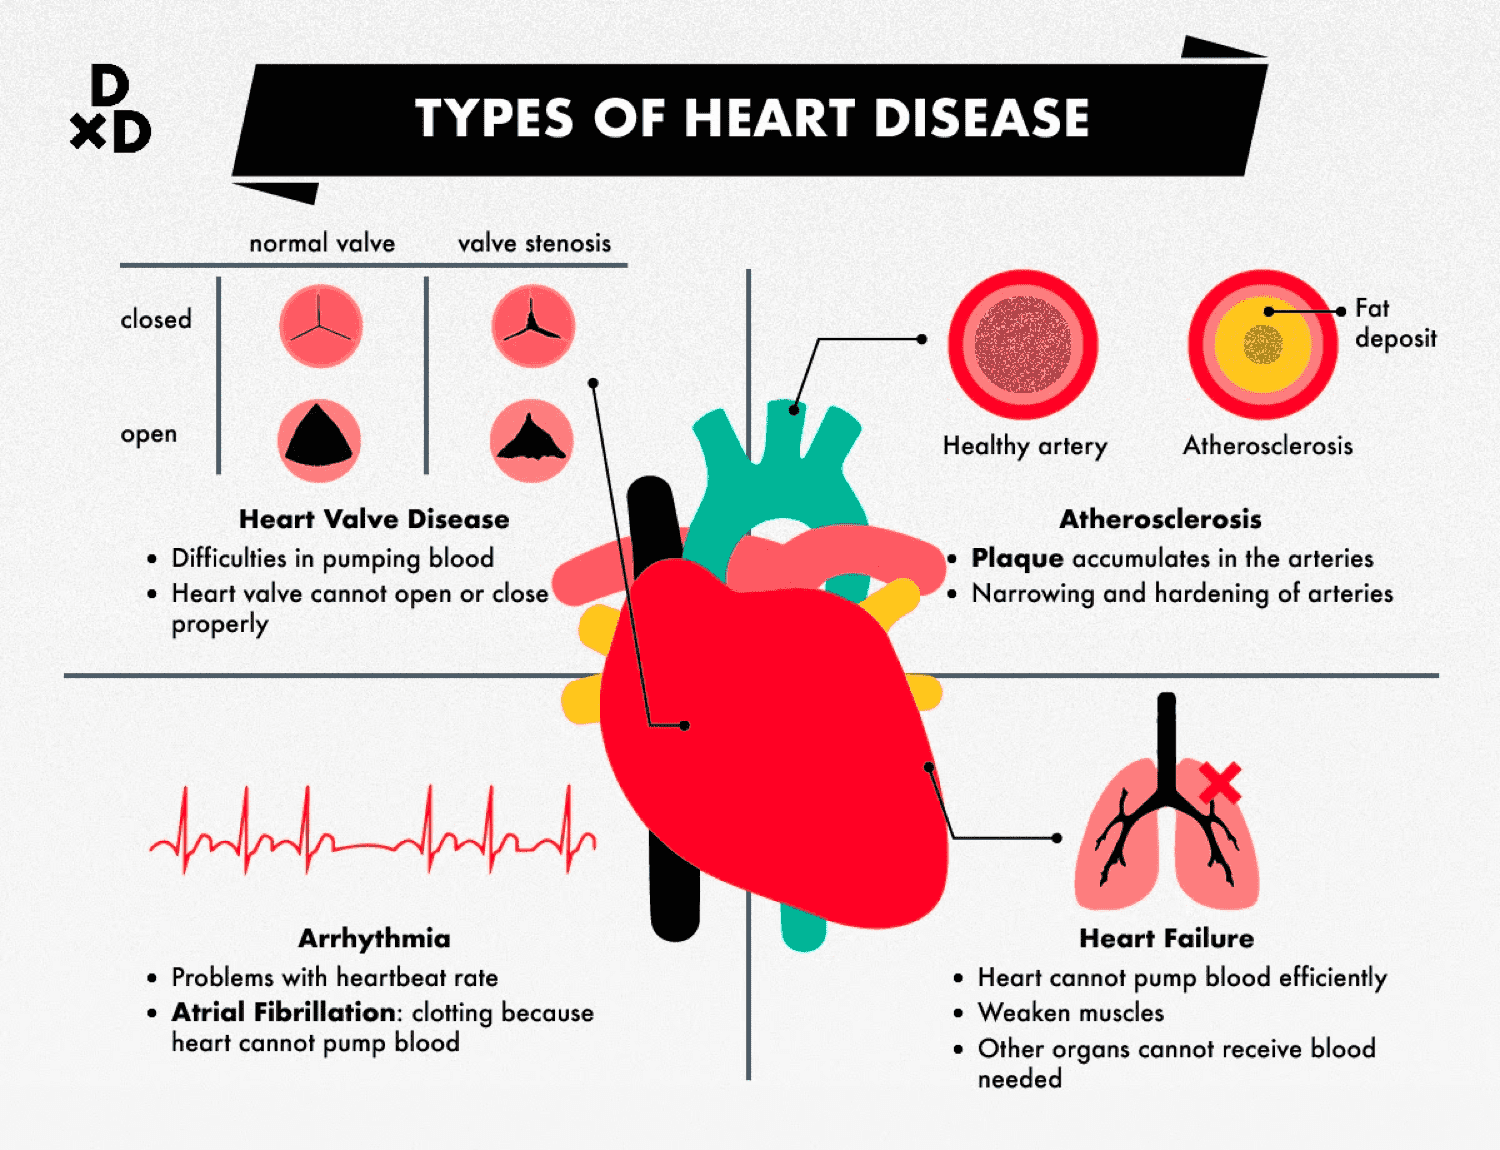 D
×D
TYPES OF HEART DISEASE
normal valve
valve stenosis
closed
open
Heart Valve Disease
• Difficulties in pumping blood
• Heart valve cannot open or close
properly
Fat
deposit
Healthy artery
Atherosclerosis
Atherosclerosis
• Plaque accumulates in the arteries
• Narrowing and hardening of arteries
Arrhythmia
• Problems with heartbeat rate
• Atrial Fibrillation: clotting because
heart cannot pump blood
Heart Failure
• Heart cannot pump blood efficiently
• Weaken muscles
• Other organs cannot receive blood
needed